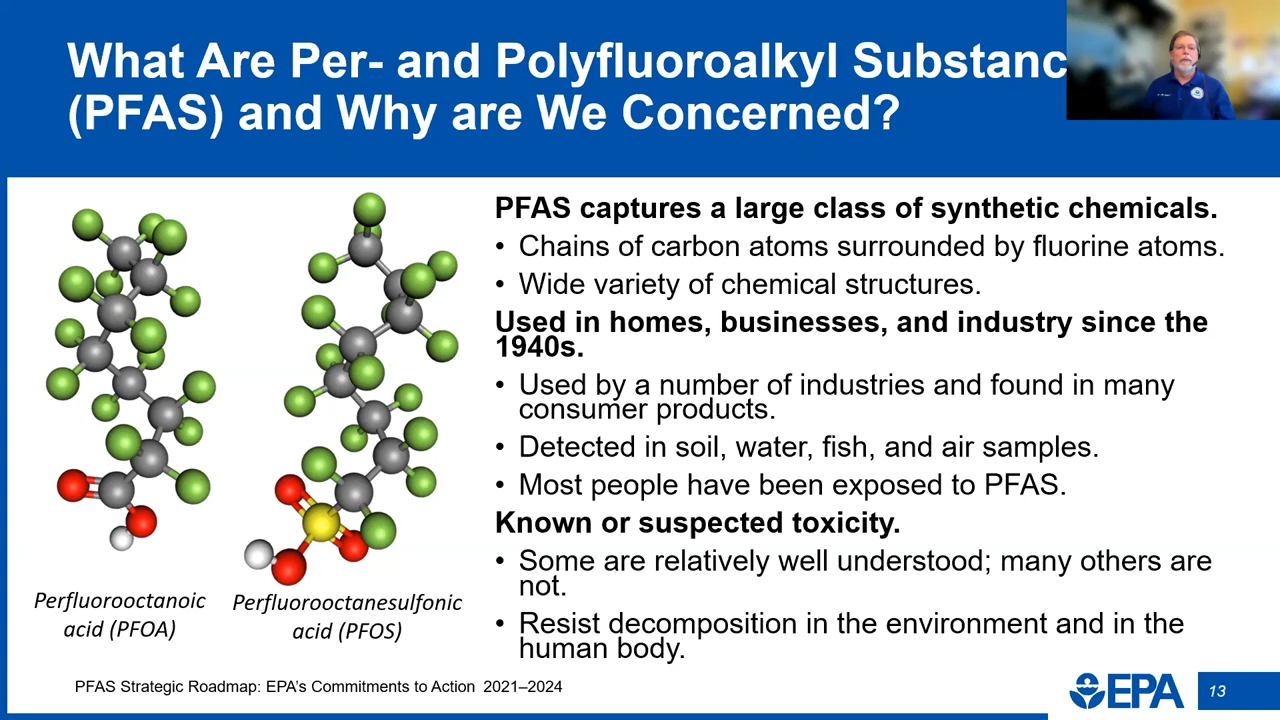 What Are Per- and Polyfluoroalkyl Substanc
(PFAS) and Why are We Concerned?
PFAS captures a large class of synthetic chemicals.
• Chains of carbon atoms surrounded by fluorine atoms.
• Wide variety of chemical structures.
Used in homes, businesses, and industry since the
1940s.
• Used by a number of industries and found in many
consumer products.
• Detected in soil, water, fish, and air samples.
• Most people have been exposed to PFAS.
Known or suspected toxicity.
• Some are relatively well understood; many others are
not.
• Resist decomposition in the environment and in the
human body.
Perfluorooctanoic
acid (PFOA)
Perfluorooctanesulfonic
acid (PFOS)
PFAS Strategic Roadmap: EPA's Commitments to Action 2021–2024
EPA
13